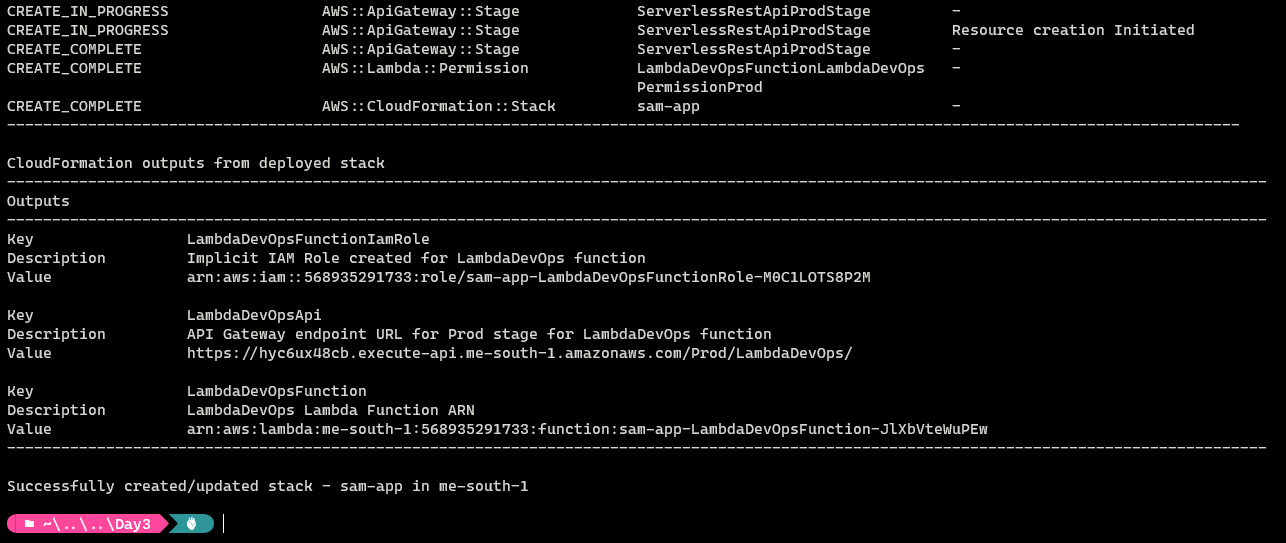 CREATE_IN_PROGRESS AWS::ApiGateway::Stage ServerlessRestApiProdStage -
CREATE_IN_PROGRESS AWS::ApiGateway::Stage ServerlessRestApiProdStage Resource creation Initiated
CREATE_COMPLETE AWS::ApiGateway::Stage ServerlessRestApiProdStage -
CREATE_COMPLETE AWS::Lambda::Permission LambdaDevOpsFunctionLambdaDevOps -
PermissionProd
CREATE_COMPLETE AWS::CloudFormation::Stack sam-app -
-----------------------------------------------------------------------------------------------------------------------------------------
CloudFormation outputs from deployed stack
--------------------------------------------------------------------------------------------------------------------------------------------
Outputs
--------------------------------------------------------------------------------------------------------------------------------------------
Key LambdaDevOpsFunctionIamRole
Description Implicit IAM Role created for LambdaDevOps function
Value arn:aws:iam::568935291733:role/sam-app-LambdaDevOpsFunctionRole-M0C1LOTS8P2M
Key LambdaDevOpsApi
Description API Gateway endpoint URL for Prod stage for LambdaDevOps function
Value https://hyc6ux48cb.execute-api.me-south-1.amazonaws.com/Prod/LambdaDevOps/
Key LambdaDevOpsFunction
Description LambdaDevOps Lambda Function ARN
Value arn:aws:lambda:me-south-1:568935291733:function:sam-app-LambdaDevOpsFunction-JlXbVteWuPEw
--------------------------------------------------------------------------------------------------------------------------------------------
Successfully created/updated stack - sam-app in me-south-1
~\..\..\Day3